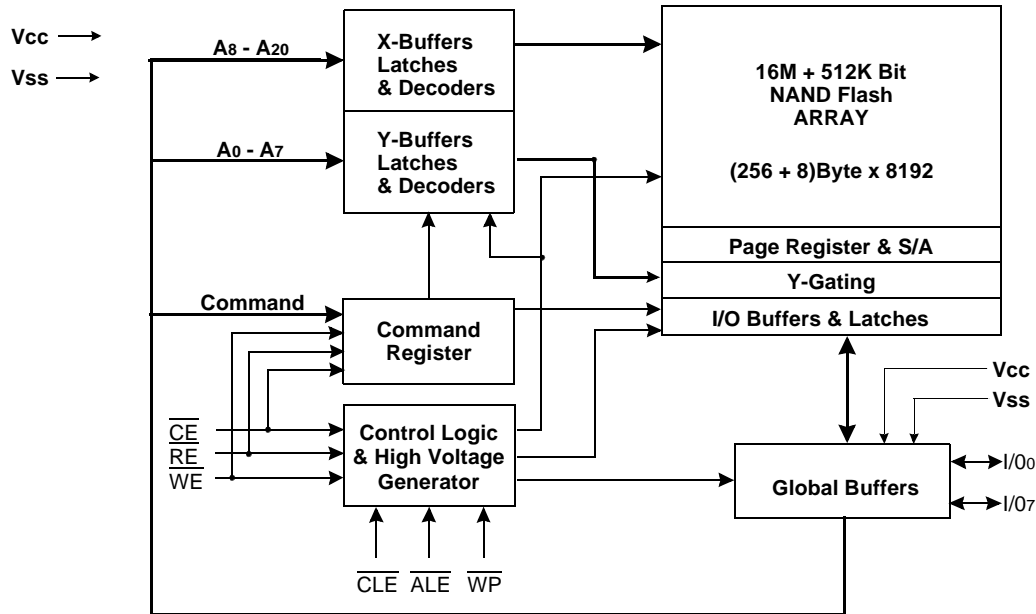 Vcc
Vss
A8 - A20
X-Buffers
Latches
& Decoders
A0 - A7
Y-Buffers
Latches
& Decoders
16M + 512K Bit
NAND Flash
ARRAY
(256 + 8)Byte x 8192
Page Register & S/A
Y-Gating
I/O Buffers & Latches
Command
Command
Register
CE
RE
WE
Control Logic
& High Voltage
Generator
CLE
ALE
WP
Vcc
Vss
Global Buffers
I/00
I/07